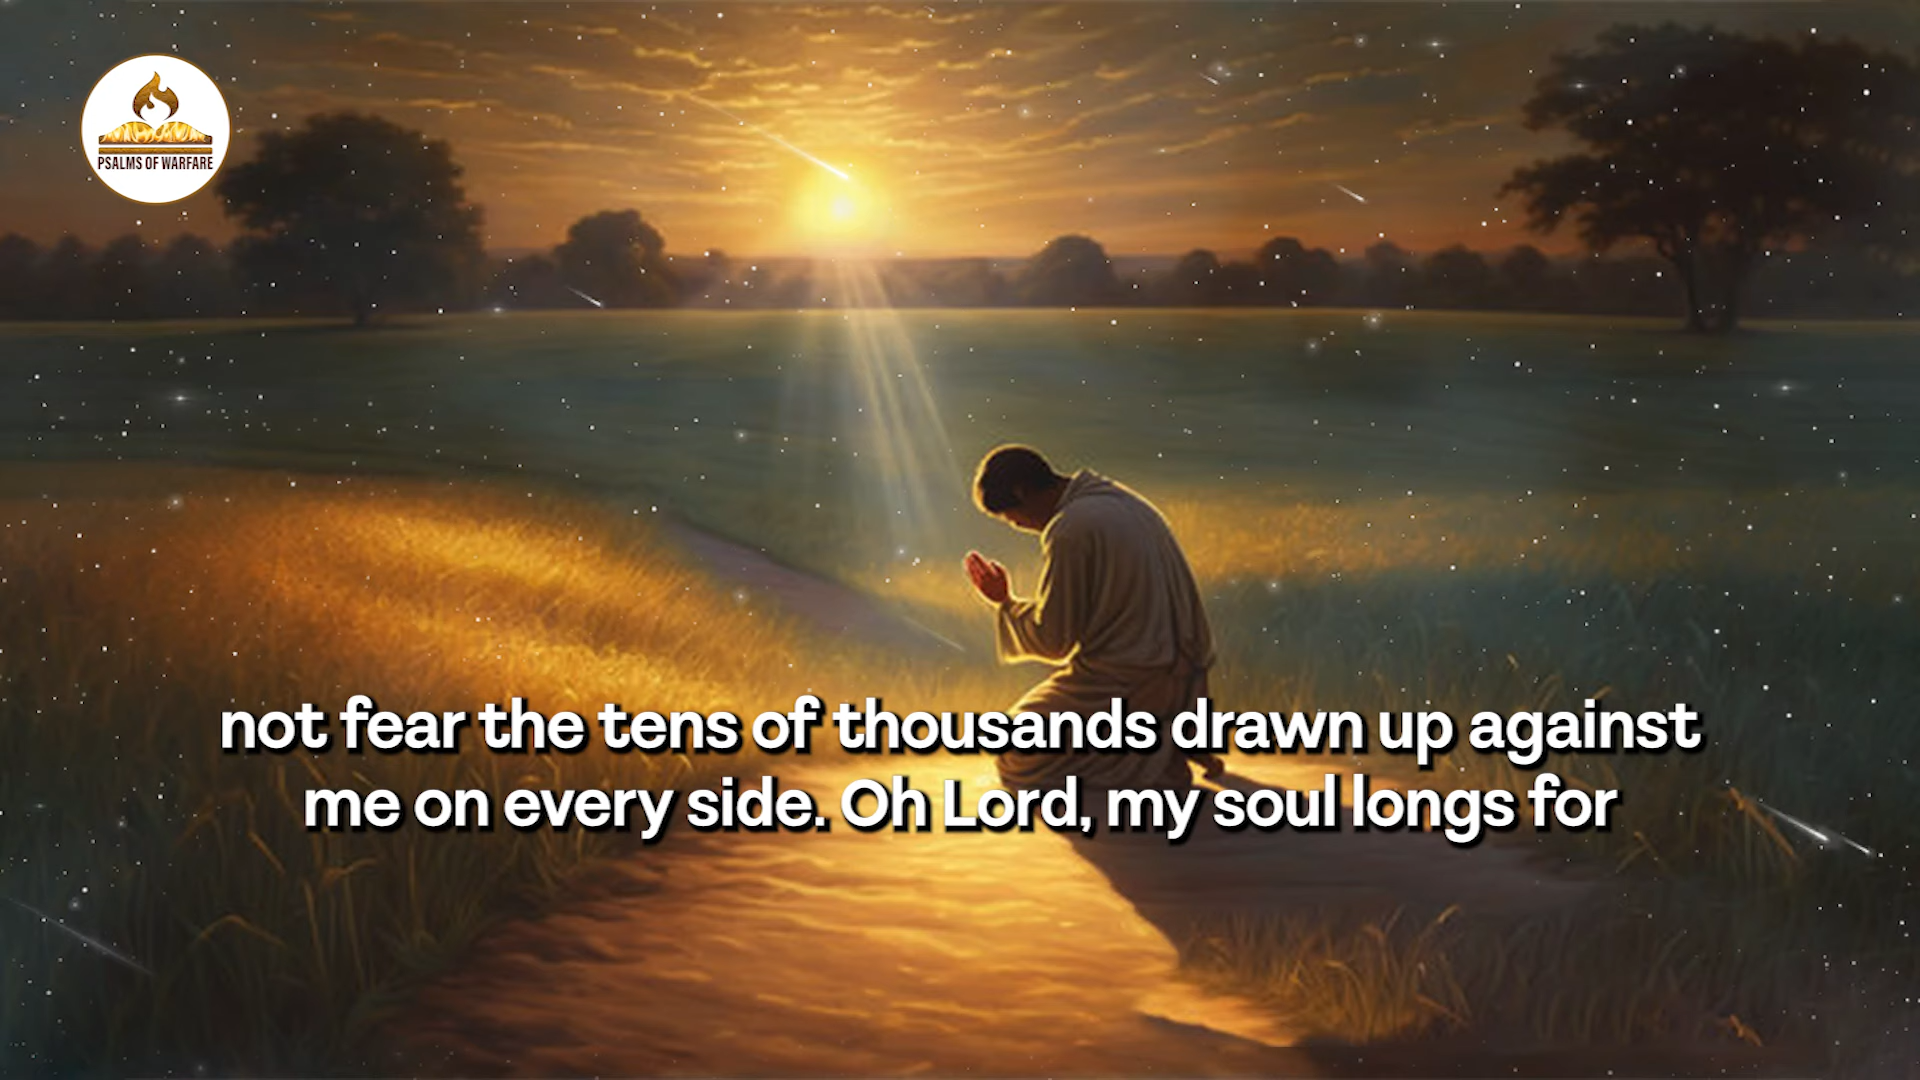 PSALMS OF WARFARE
not fear the tens of thousands drawn up against
me on every side. Oh Lord, my soul longs for